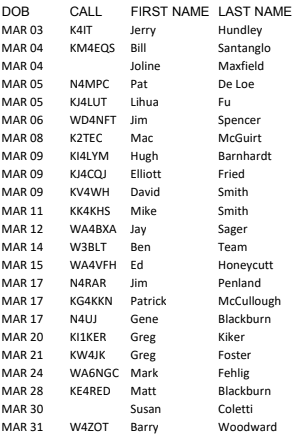 DOB CALL FIRST NAME LAST NAME
MAR 03 K4IT Jerry Hundley
MAR 04 KM4EQS Bill Santanglo
MAR 04 Joline Maxfield
MAR 05 N4MPC Pat De Loe
MAR 05 KJ4LUT Lihua Fu
MAR 06 WD4NFT Jim Spencer
MAR 08 K2TEC Mac McGuirt
MAR 09 KI4LYM Hugh Barnhardt
MAR 09 KJ4CQJ Elliott Fried
MAR 09 KV4WH David Smith
MAR 11 KK4KHS Mike Smith
MAR 12 WA4BXA Jay Sager
MAR 14 W3BLT Ben Team
MAR 15 WA4VFH Ed Honeycutt
MAR 17 N4RAR Jim Penland
MAR 17 KG4KKN Patrick McCullough
MAR 17 N4UJ Gene Blackburn
MAR 20 KI1KER Greg Kiker
MAR 21 KW4JK Greg Foster
MAR 24 WA6NGC Mark Fehlig
MAR 28 KE4RED Matt Blackburn
MAR 30 Susan Coletti
MAR 31 W4ZOT Barry Woodward